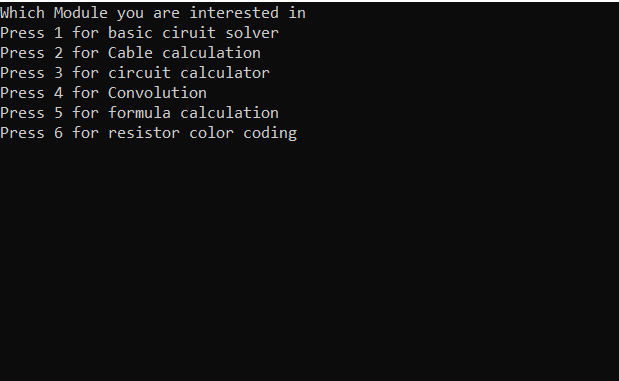 Which Module you are interested in
Press 1 for basic ciruit solver
Press 2 for Cable calculation
Press 3 for circuit calculator
Press 4 for Convolution
Press 5 for formula calculation
Press 6 for resistor color coding